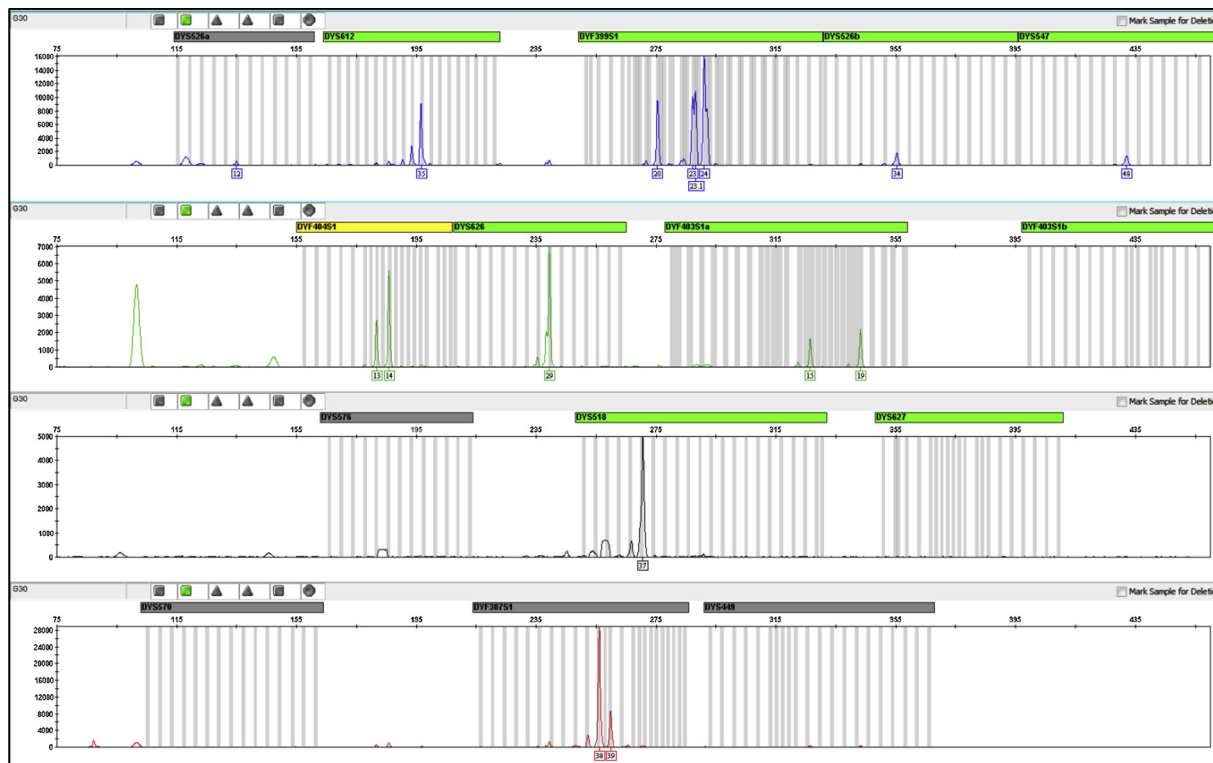 G30 Mark Sample for Deleti
DYS526a DYS612 DYF399S1 DYS526b DYS547
75 115 155 195 235 275 315 355 395 435
16000
14000
12000
10000
8000
6000
4000
2000
0
12 35 20 23 24 34 48
23.1
G30 Mark Sample for Deleti
DYF404S1 DYS626 DYF403S1a DYF403S1b
75 115 155 195 235 275 315 355 395 435
7000
6000
5000
4000
3000
2000
1000
0
13 14 29 15 19
G30 Mark Sample for Deleti
DYS576 DYS518 DYS627
75 115 155 195 235 275 315 355 395 435
5000
4000
3000
2000
1000
0
37
G30 Mark Sample for Deleti
DYS570 DYF387S1 DYS449
75 115 155 195 235 275 315 355 395 435
28000
24000
20000
16000
12000
8000
4000
0
38 39